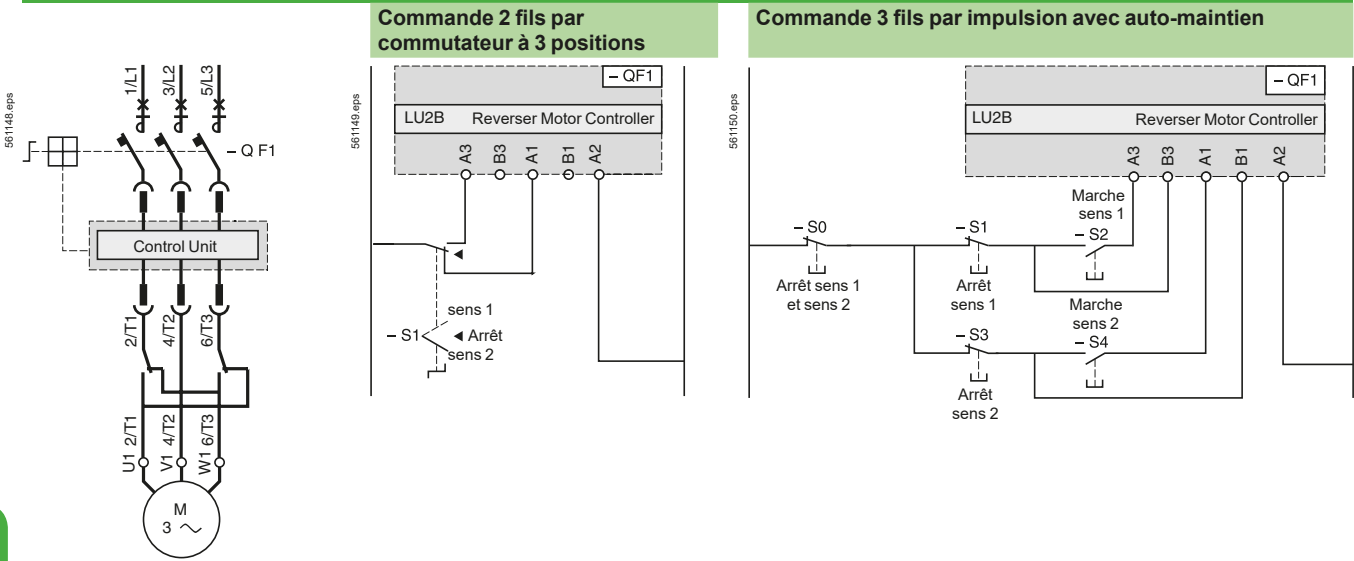 Commande 2 fils par
commutateur à 3 positions
Commande 3 fils par impulsion avec auto-maintien
561148.eps
1/L1
3/L2
5/L3
– Q F1
Control Unit
2/T1
4/T2
6/T3
U1 2/T1
V1 4/T2
W1 6/T3
M
3
561149.eps
– QF1
LU2B Reverser Motor Controller
A3 B3 A1 B1 A2
sens 1
– S1 Arrêt
sens 2
561150.eps
– QF1
LU2B Reverser Motor Controller
A3 B3 A1 B1 A2
Marche
sens 1
– S0
– S1
– S2
Arrêt sens 1
et sens 2
Arrêt
sens 1
Marche
sens 2
– S3
– S4
Arrêt
sens 2